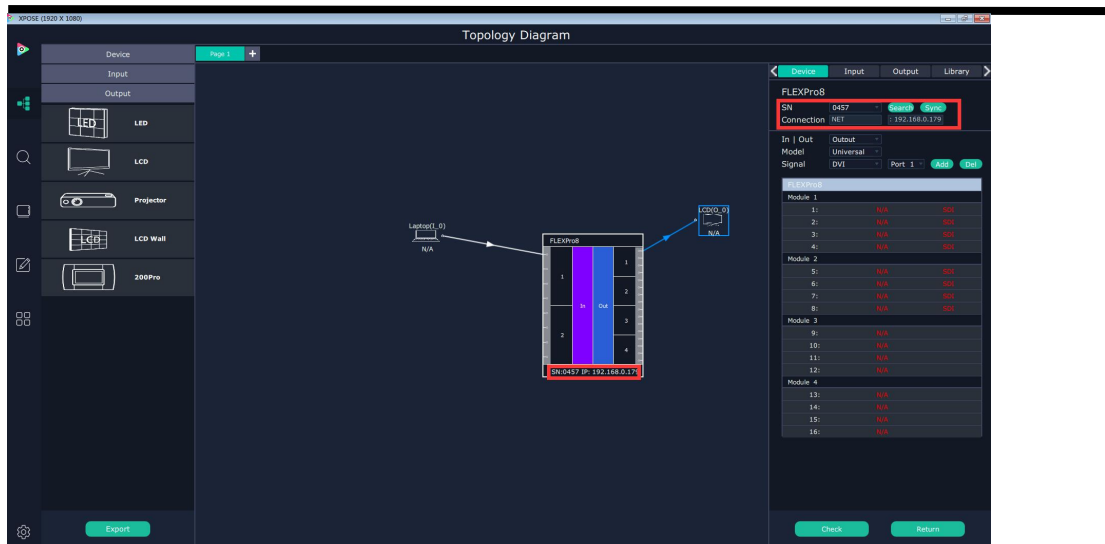 XPOSE (1920 X 1080)
Topology Diagram
Device
Input
Output
LED
LED
LCD
Projector
LCD
LCD Wall
200Pro
Export
Page 1 +
Laptop(I_0)
N/A
LCD(O_0)
N/A
FLEXPro8
1
2
In
Out
1
2
3
4
SN:0457 IP: 192.168.0.179
Device Input Output Library
FLEXPro8
SN 0457 Search Sync
Connection NET : 192.168.0.179
In | Out Output
Model Universal
Signal DVI Port 1 Add Del
FLEXPro8
Module 1
1: N/A SDI
2: N/A SDI
3: N/A SDI
4: N/A SDI
Module 2
5: N/A SDI
6: N/A SDI
7: N/A SDI
8: N/A SDI
Module 3
9: N/A
10: N/A
11: N/A
12: N/A
Module 4
13: N/A
14: N/A
15: N/A
16: N/A
Check Return